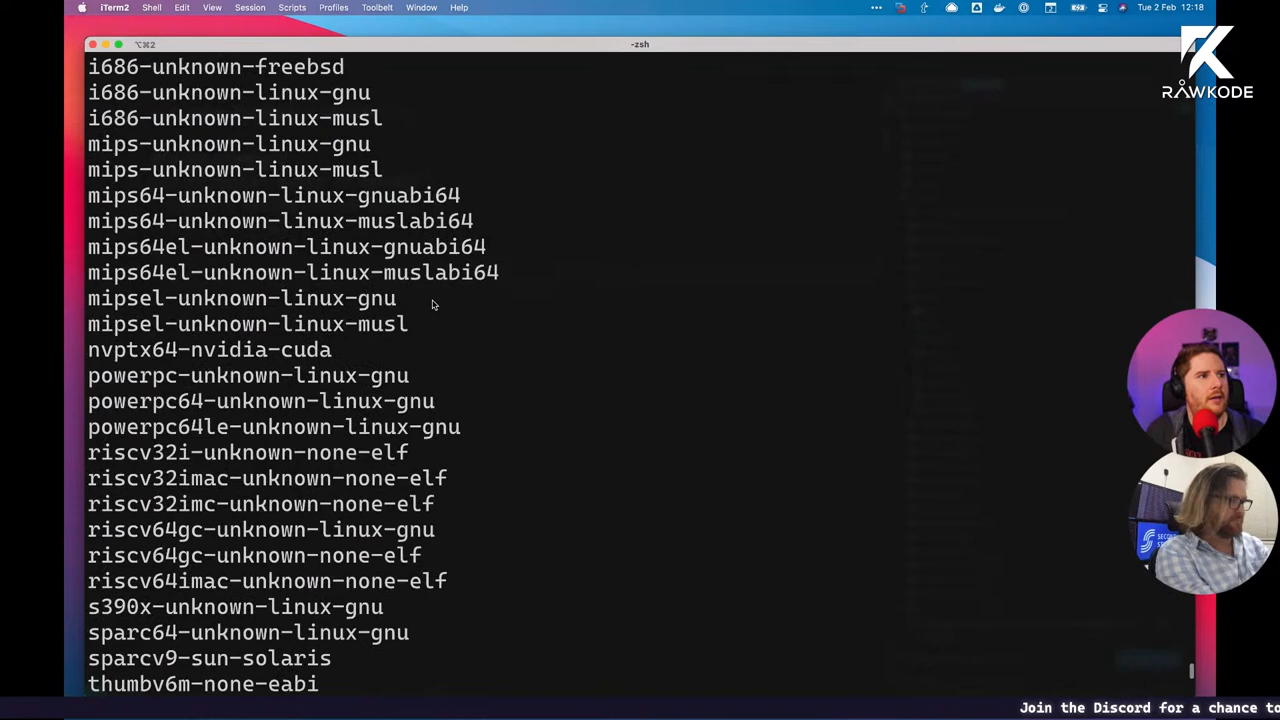 iTerm2 Shell Edit View Session Scripts Profiles Toolbelt Window Help
Tue 2 Feb 12:18
⌥⌘2
-zsh
RAWKODE
i686-unknown-freebsd
i686-unknown-linux-gnu
i686-unknown-linux-musl
mips-unknown-linux-gnu
mips-unknown-linux-musl
mips64-unknown-linux-gnuabi64
mips64-unknown-linux-muslabi64
mips64el-unknown-linux-gnuabi64
mips64el-unknown-linux-muslabi64
mipsel-unknown-linux-gnu
mipsel-unknown-linux-musl
nvptx64-nvidia-cuda
powerpc-unknown-linux-gnu
powerpc64-unknown-linux-gnu
powerpc64le-unknown-linux-gnu
riscv32i-unknown-none-elf
riscv32imac-unknown-none-elf
riscv32imc-unknown-none-elf
riscv64gc-unknown-linux-gnu
riscv64gc-unknown-none-elf
riscv64imac-unknown-none-elf
s390x-unknown-linux-gnu
sparc64-unknown-linux-gnu
sparcv9-sun-solaris
thumbv6m-none-eabi
Join the Discord for a chance to